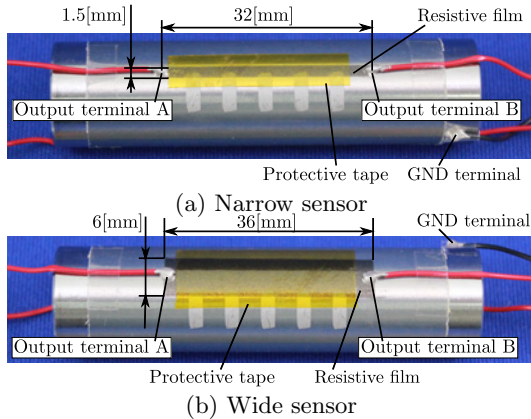 32[mm]
1.5[mm]
Resistive film
Output terminal A
Output terminal B
Protective tape
GND terminal
(a) Narrow sensor
36[mm]
GND terminal
6[mm]
Output terminal A
Output terminal B
Protective tape
Resistive film
(b) Wide sensor